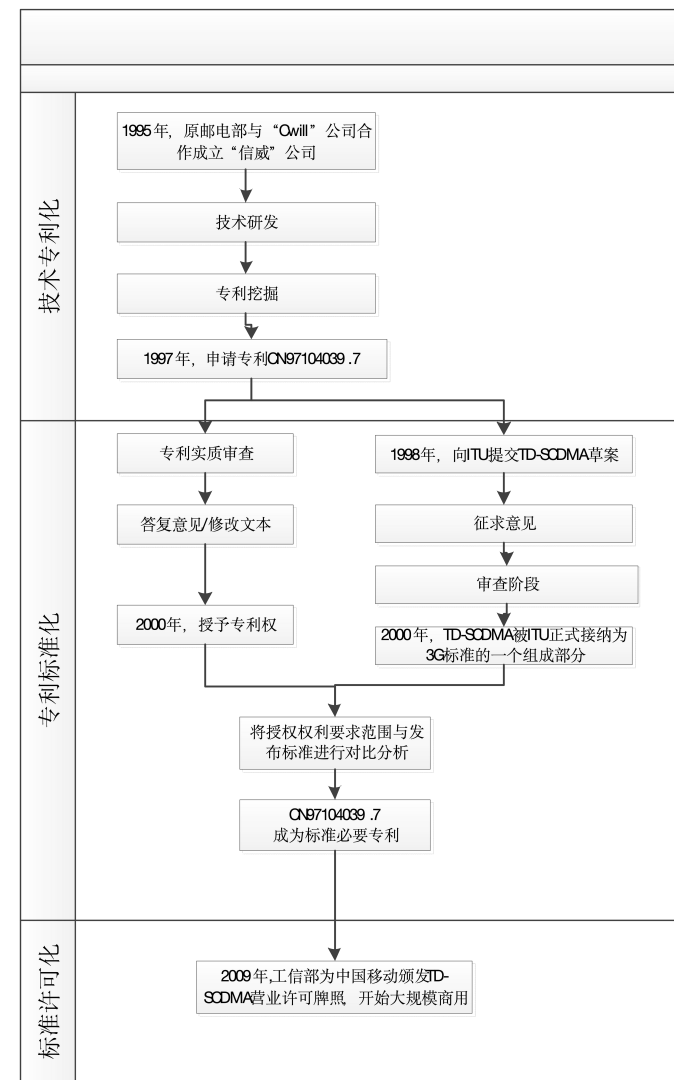 技术专利化
1995年，原邮电部与“Cwill”公司合
作成立“信威”公司
技术研发
专利挖掘
1997年，申请专利CN97104039 .7
专利标准化
专利实质审查
答复意见/修改文本
2000年，授予专利权
1998年，向ITU提交TD-SCDMA草案
征求意见
审查阶段
2000年，TD-SCDMA被ITU正式接纳为
3G标准的一个组成部分
将授权权利要求范围与发
布标准进行对比分析
CN97104039 .7
成为标准必要专利
标准许可化
2009年,工信部为中国移动颁发TD-
SCDMA营业许可牌照，开始大规模商用